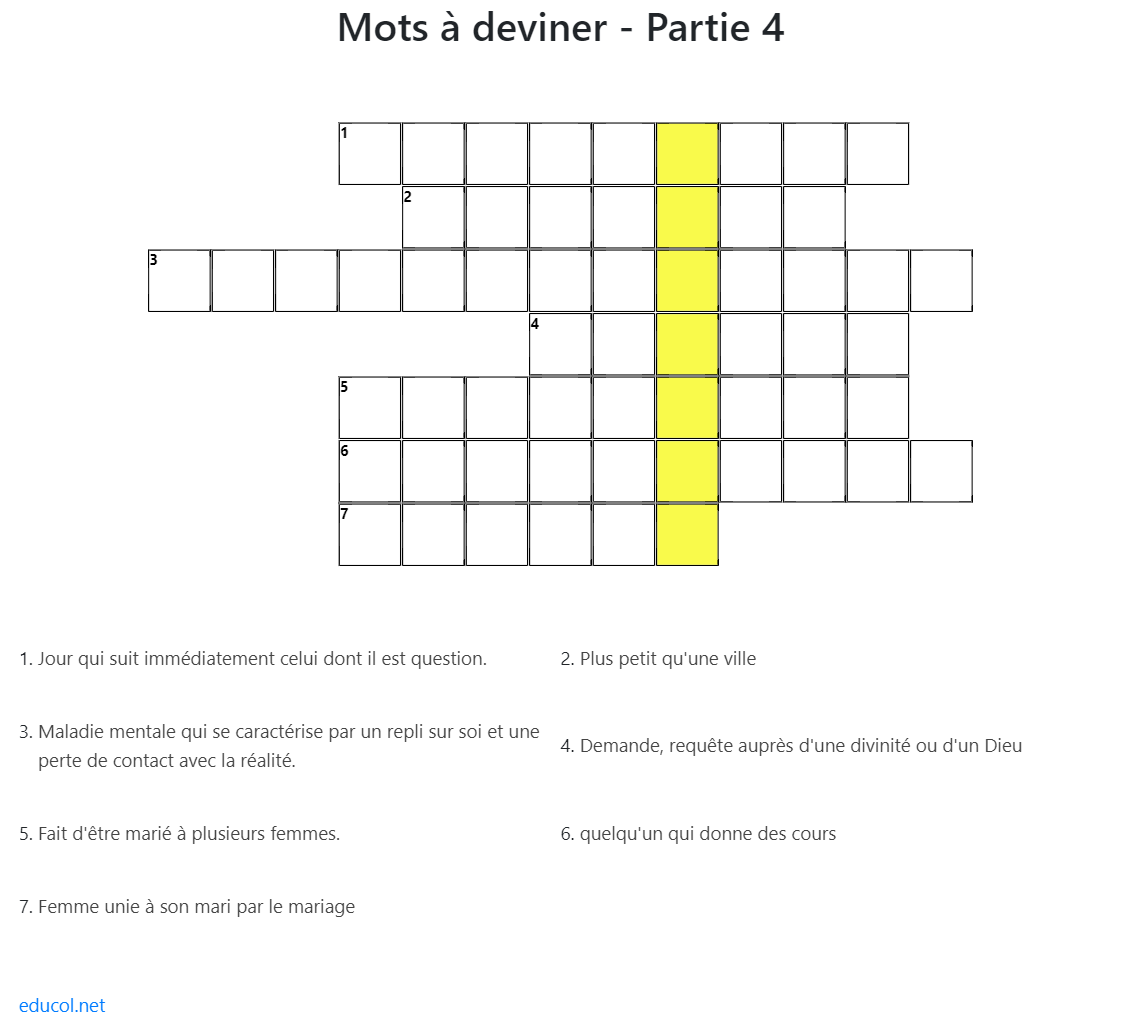 Mots à deviner - Partie 4
1
2
3
4
5
6
7
1. Jour qui suit immédiatement celui dont il est question.
2. Plus petit qu'une ville
3. Maladie mentale qui se caractérise par un repli sur soi et une
perte de contact avec la réalité.
4. Demande, requête auprès d'une divinité ou d'un Dieu
5. Fait d'être marié à plusieurs femmes.
6. quelqu'un qui donne des cours
7. Femme unie à son mari par le mariage
educol.net